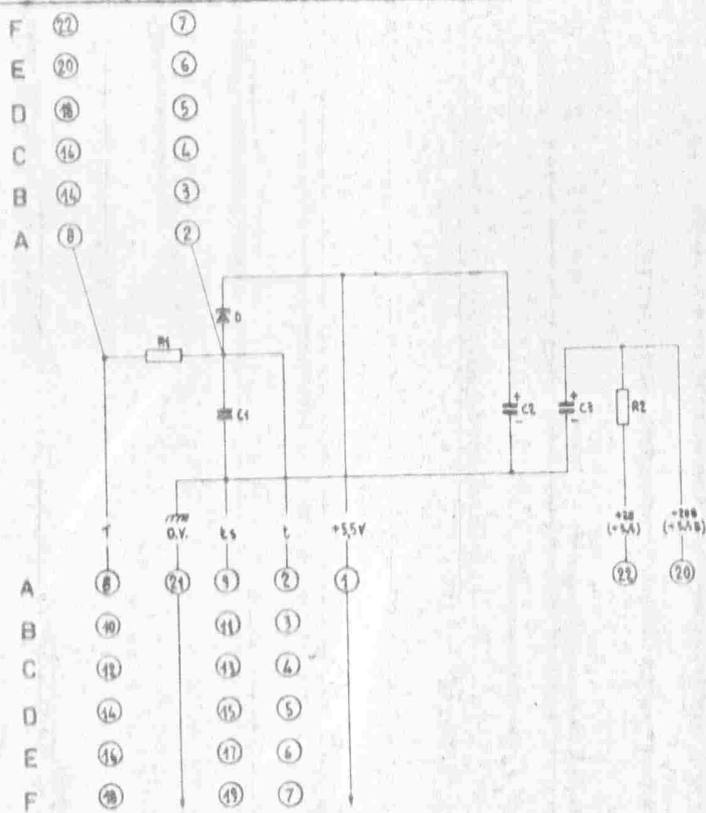 F 22 7
E 20 6
D 18 5
C 16 4
B 14 3
A 8 2
D
R1
C1
+ C2 -
+ C3 -
R2
T 0.V. ts t +5,5V
A 8 21 9 2 1 22 20
B 10 11 3
C 12 13 4
D 14 15 5
E 16 17 6
F 18 19 7